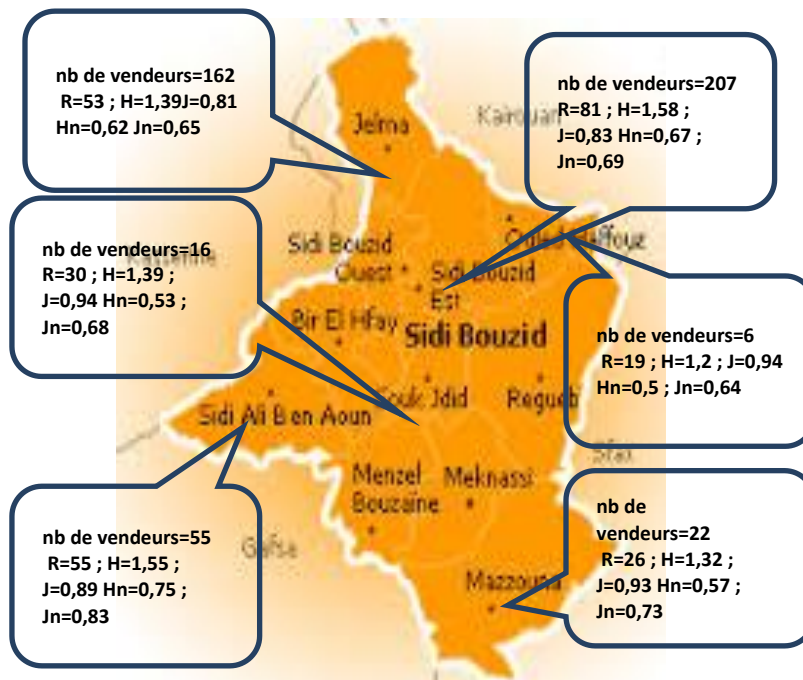 nb de vendeurs=162
R=53 ; H=1,39J=0,81
Hn=0,62 Jn=0,65
nb de vendeurs=207
R=81 ; H=1,58 ;
J=0,83 Hn=0,67 ;
Jn=0,69
Kairouan
Jelma
nb de vendeurs=16
R=30 ; H=1,39 ;
J=0,94 Hn=0,53 ;
Jn=0,68
Sidi Bouzid
Ouest
Sidi Bouzid
Est
Bir El Hfay
Sidi Bouzid
nb de vendeurs=6
R=19 ; H=1,2 ; J=0,94
Hn=0,5 ; Jn=0,64
Souk Jdid
Regueb
Sidi Ali B en Aoun
Sfax
Menzel
Bouzaine
Meknassi
nb de vendeurs=55
R=55 ; H=1,55 ;
J=0,89 Hn=0,75 ;
Jn=0,83
Gafsa
nb de
vendeurs=22
R=26 ; H=1,32 ;
J=0,93 Hn=0,57 ;
Jn=0,73
Mazzouna